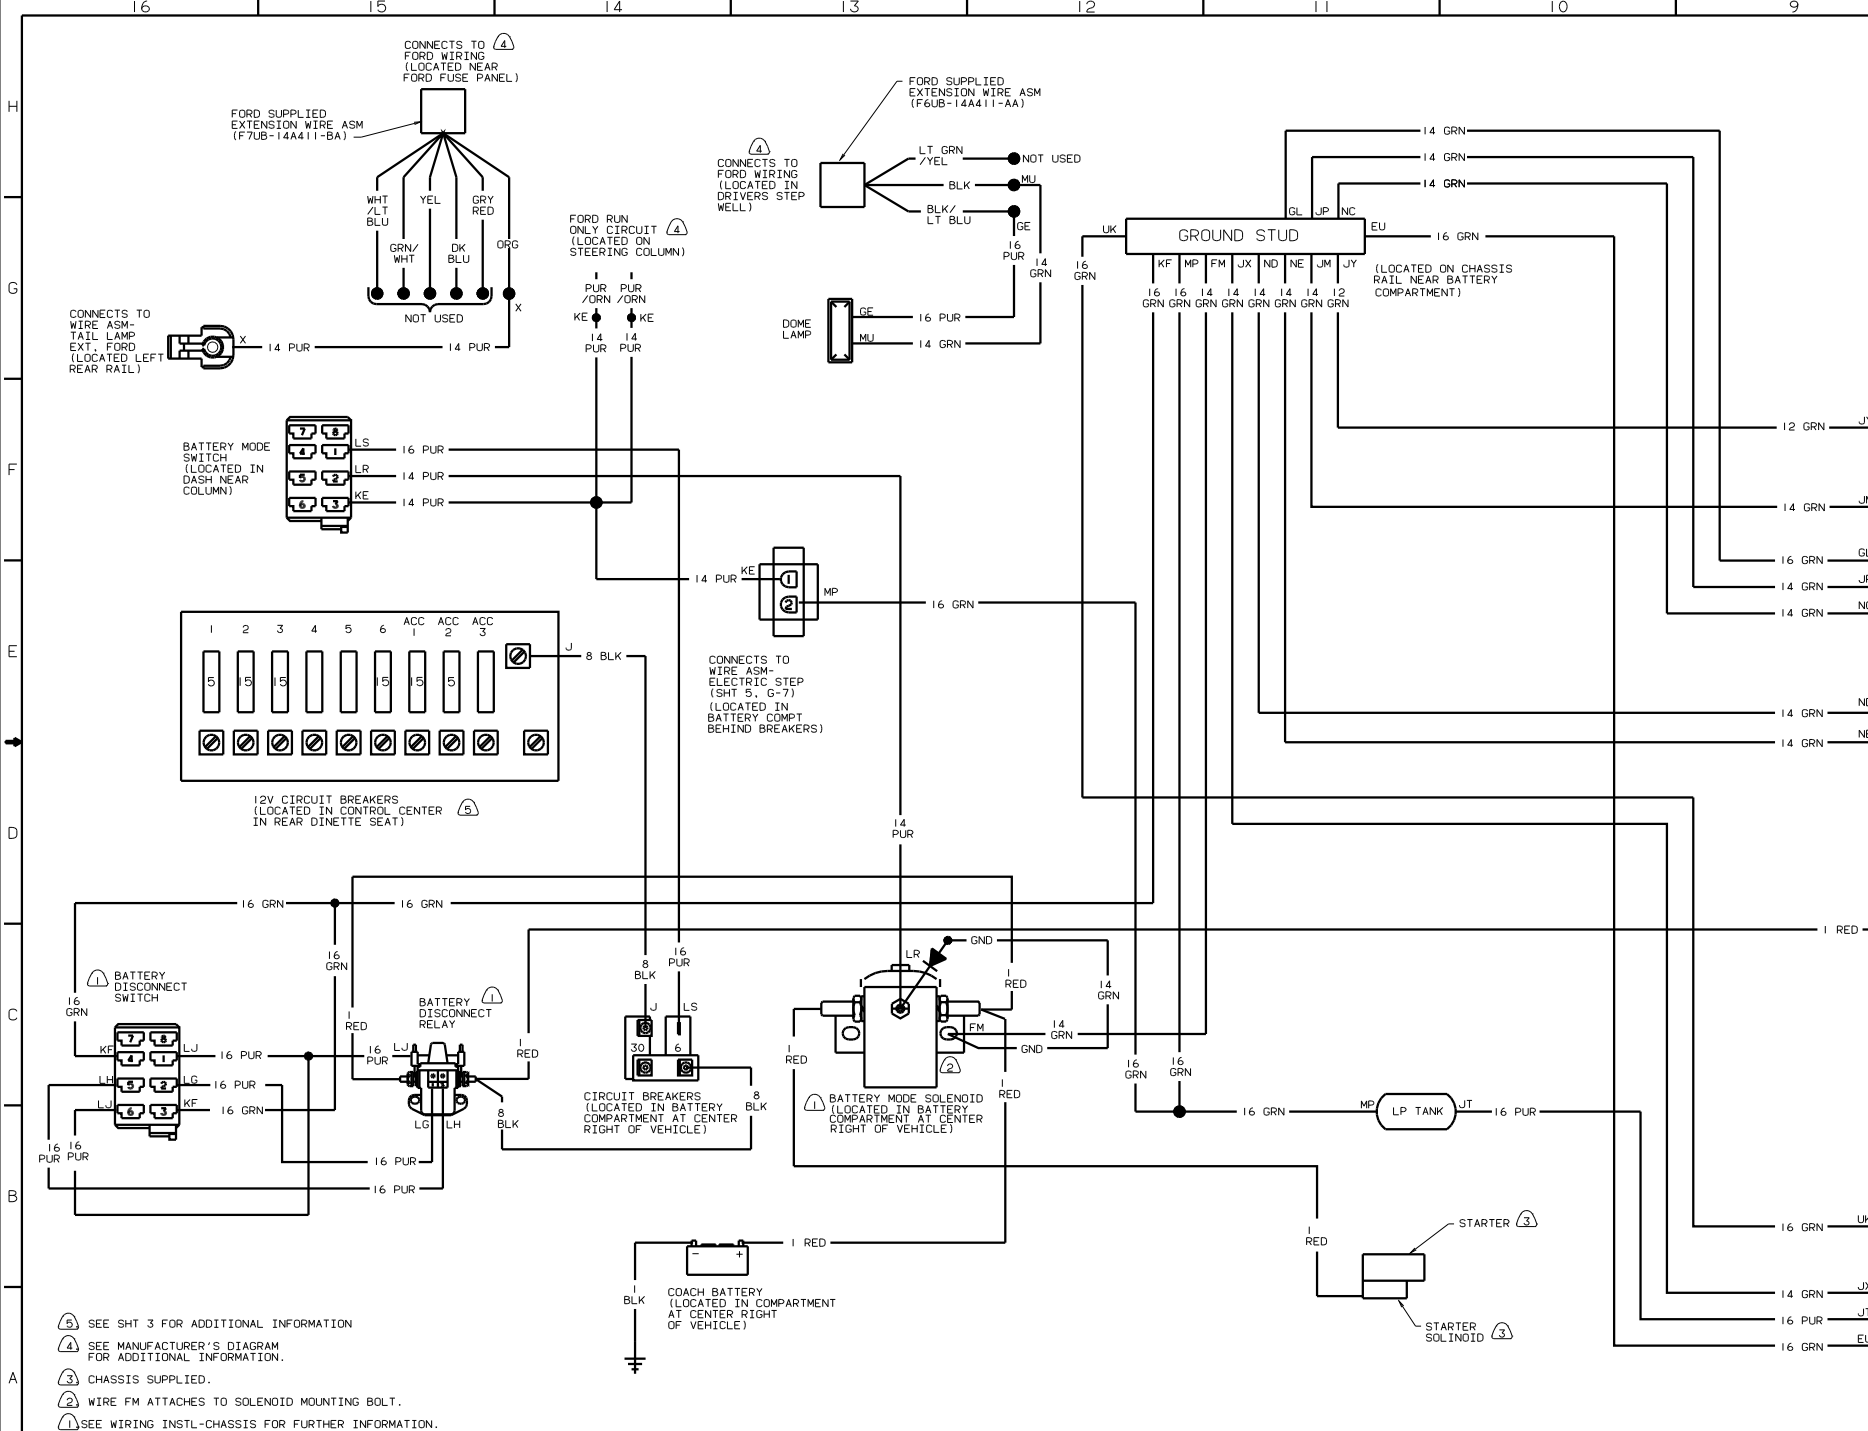 16 15 14 13 12 11 10 9
H
G
F
E
D
C
B
A
CONNECTS TO 4
FORD WIRING
(LOCATED NEAR
FORD FUSE PANEL)
FORD SUPPLIED
EXTENSION WIRE ASM
(F7UB-14A411-BA)
WHT
/LT
BLU
GRN/
WHT
YEL
DK
BLU
GRY
RED
ORG
X
NOT USED
CONNECTS TO
WIRE ASM-
TAIL LAMP
EXT, FORD
(LOCATED LEFT
REAR RAIL)
X
14 PUR
14 PUR
FORD RUN
ONLY CIRCUIT 4
(LOCATED ON
STEERING COLUMN)
PUR
/ORN
PUR
/ORN
KE
KE
14
PUR
14
PUR
FORD SUPPLIED
EXTENSION WIRE ASM
(F6UB-14A411-AA)
4
CONNECTS TO
FORD WIRING
(LOCATED IN
DRIVERS STEP
WELL)
LT GRN
/YEL
NOT USED
BLK
MU
BLK/
LT BLU
GE
16
PUR
14
GRN
DOME
LAMP
GE
16 PUR
MU
14 GRN
14 GRN
14 GRN
14 GRN
GL JP NC
UK
GROUND STUD
EU
16 GRN
16
GRN
KF MP FM JX ND NE JM JY
16
GRN
16
GRN
14
GRN
14
GRN
14
GRN
14
GRN
14
GRN
12
GRN
(LOCATED ON CHASSIS
RAIL NEAR BATTERY
COMPARTMENT)
BATTERY MODE
SWITCH
(LOCATED IN
DASH NEAR
COLUMN)
7 8
4 1
5 2
6 3
LS
16 PUR
LR
14 PUR
KE
14 PUR
12 GRN
14 GRN
16 GRN
14 GRN
14 GRN
14 GRN
14 GRN
14 PUR
KE
1
2
MP
16 GRN
CONNECTS TO
WIRE ASM-
ELECTRIC STEP
(SHT 5, G-7)
(LOCATED IN
BATTERY COMPT
BEHIND BREAKERS)
1 2 3 4 5 6
ACC
1
ACC
2
ACC
3
5 15 15 15 15 5
J
8 BLK
12V CIRCUIT BREAKERS
(LOCATED IN CONTROL CENTER 5
IN REAR DINETTE SEAT)
14
PUR
16 GRN
16 GRN
16
GRN
1 BATTERY
DISCONNECT
SWITCH
16
GRN
7 8
4 1
5 2
6 3
KF
LH
LJ
LJ
LG
KF
16 PUR
16 PUR
16 GRN
16
PUR
16
PUR
1
RED
BATTERY 1
DISCONNECT
RELAY
16
PUR
LJ
LG
LH
1
RED
8
BLK
16 PUR
16 PUR
8
BLK
16
PUR
J
LS
30
6
8
BLK
CIRCUIT BREAKERS
(LOCATED IN BATTERY
COMPARTMENT AT CENTER
RIGHT OF VEHICLE)
LR
GND
1
RED
14
GRN
FM
14
GRN
GND
1
RED
2
1
RED
1 BATTERY MODE SOLENOID
(LOCATED IN BATTERY
COMPARTMENT AT CENTER
RIGHT OF VEHICLE)
1 RED
16
GRN
16
GRN
16 GRN
MP
LP TANK
JT
16 PUR
1 RED
- +
1
BLK
COACH BATTERY
(LOCATED IN COMPARTMENT
AT CENTER RIGHT
OF VEHICLE)
1
RED
STARTER 3
STARTER
SOLINOID 3
16 GRN
14 GRN
16 PUR
16 GRN
5 SEE SHT 3 FOR ADDITIONAL INFORMATION
4 SEE MANUFACTURER'S DIAGRAM
FOR ADDITIONAL INFORMATION.
3 CHASSIS SUPPLIED.
2 WIRE FM ATTACHES TO SOLENOID MOUNTING BOLT.
1 SEE WIRING INSTL-CHASSIS FOR FURTHER INFORMATION.